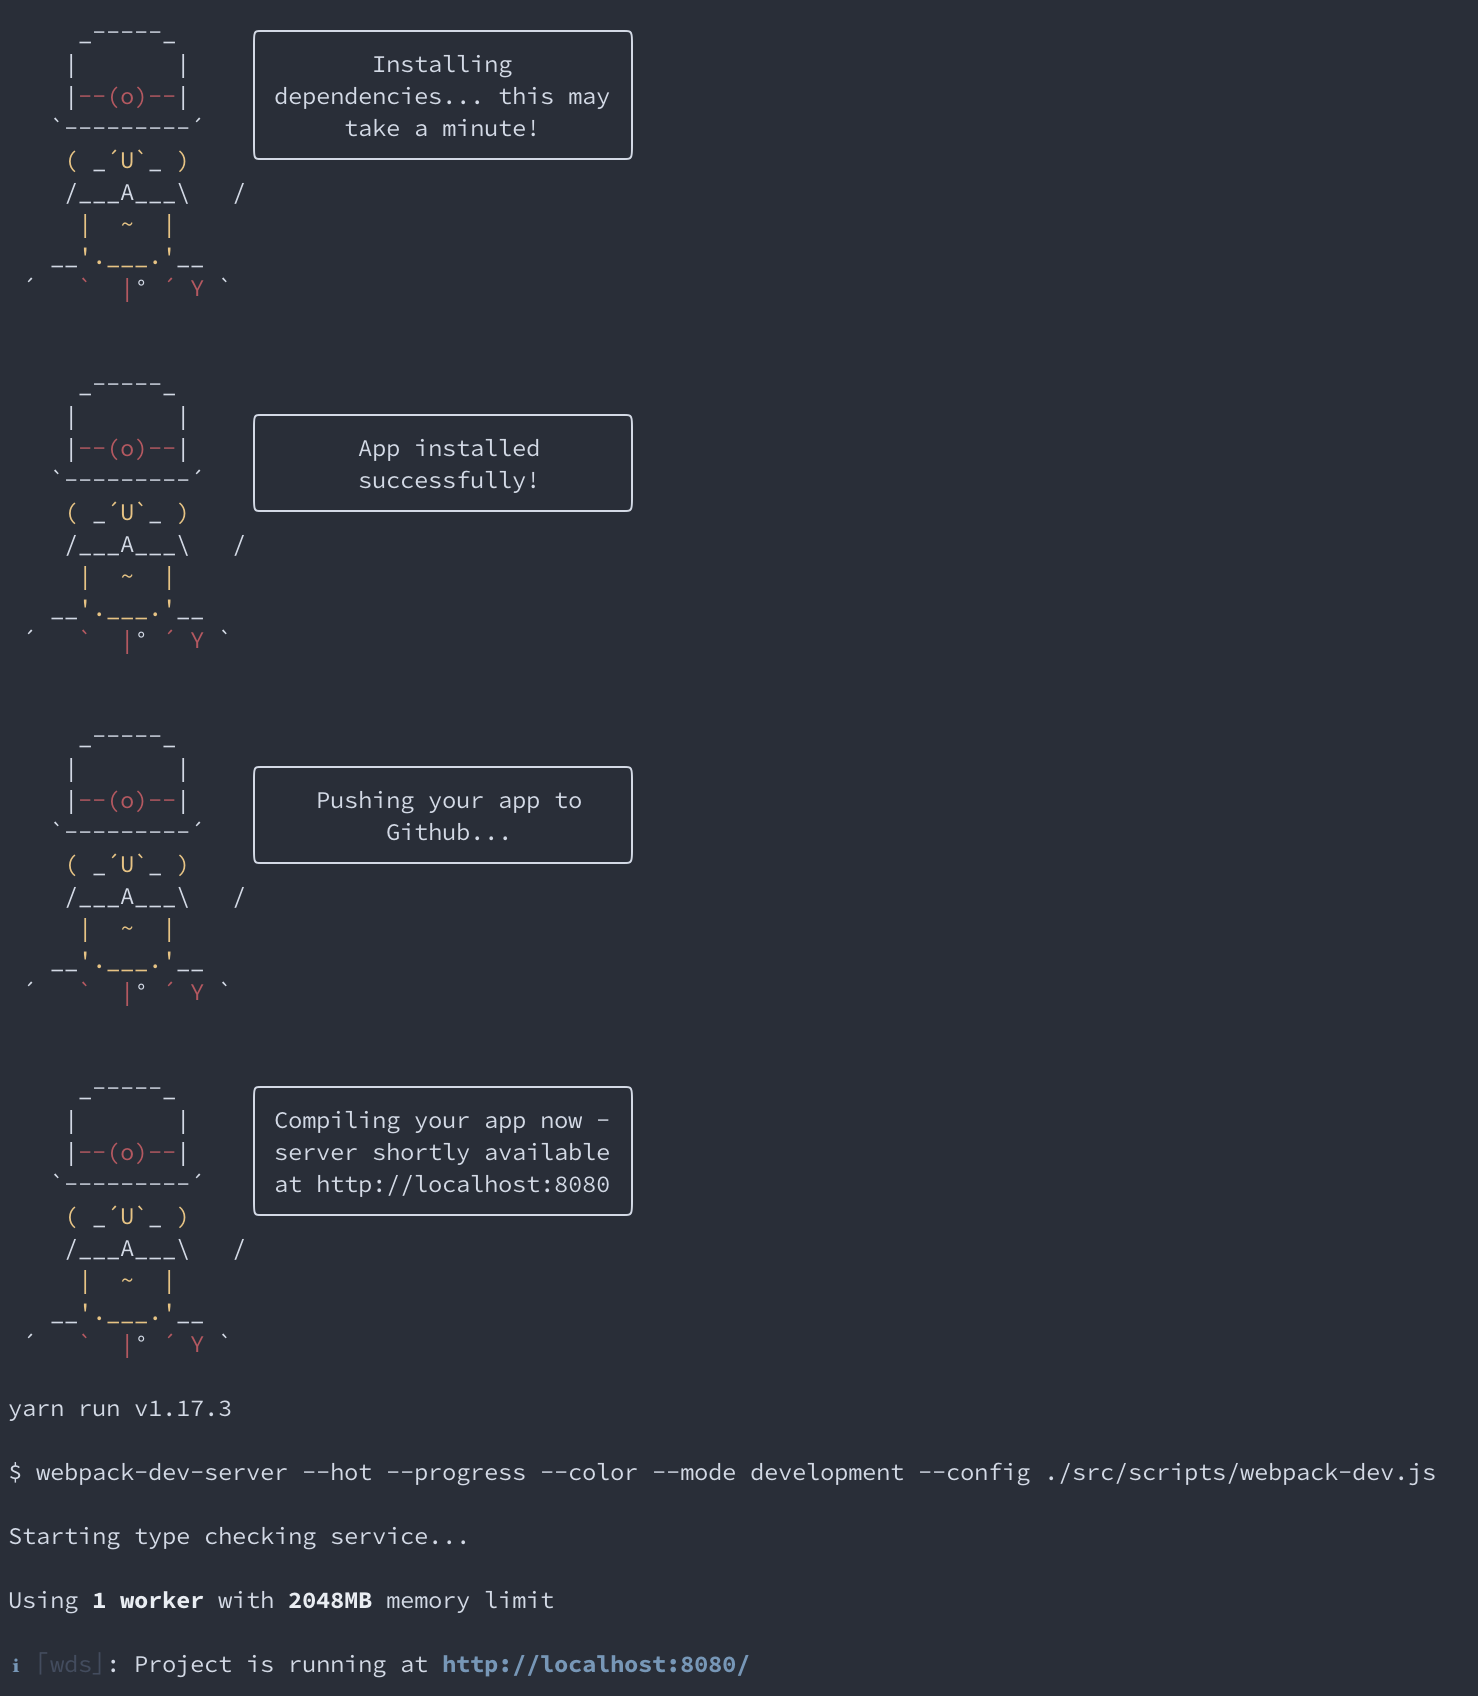 Installing
dependencies... this may
take a minute!
App installed
successfully!
Pushing your app to
Github...
Compiling your app now -
server shortly available
at http://localhost:8080
yarn run v1.17.3
$ webpack-dev-server --hot --progress --color --mode development --config ./src/scripts/webpack-dev.js
Starting type checking service...
Using 1 worker with 2048MB memory limit
ℹ ｢wds｣: Project is running at http://localhost:8080/